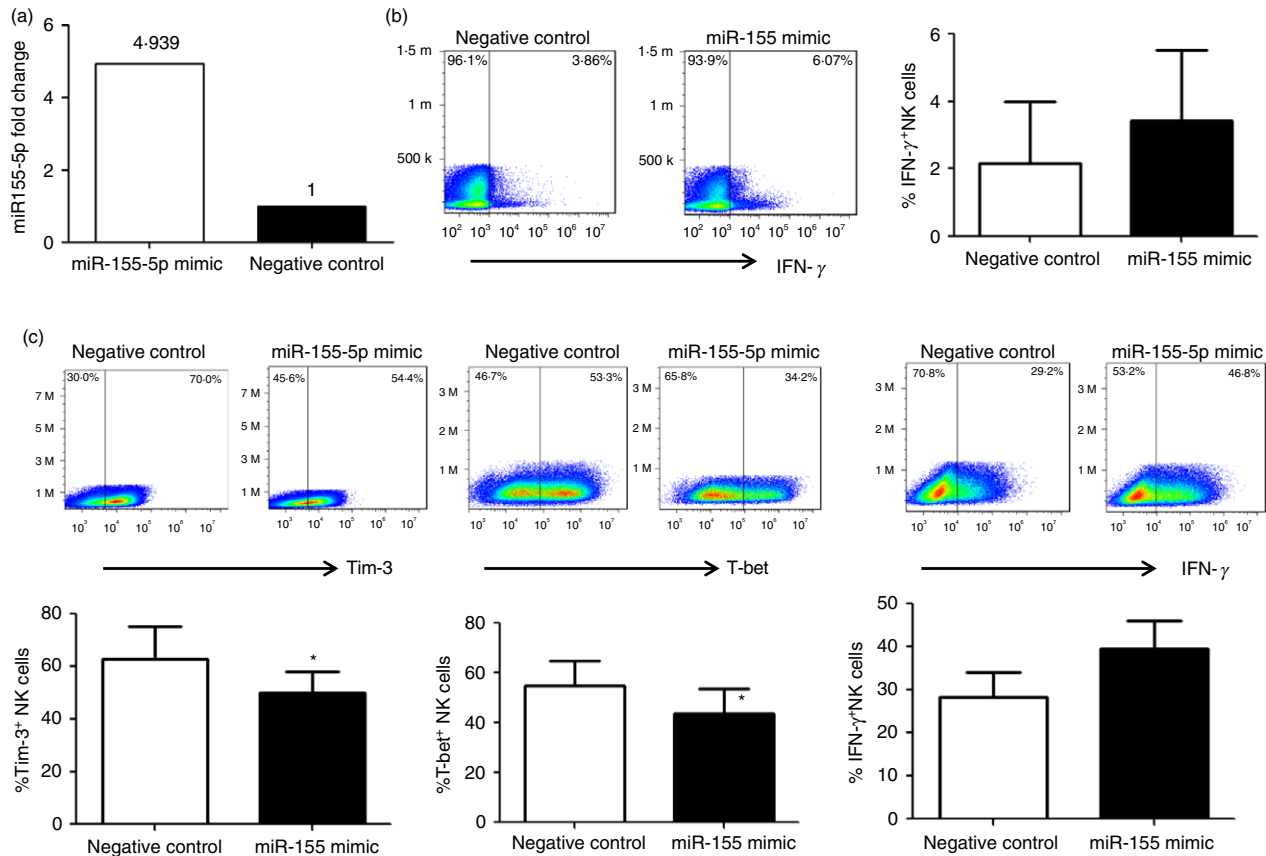 (a)
6
4
2
0
miR155-5p fold change
4·939
1
miR-155-5p mimic
Negative control
(b)
Negative control
1·5 m
1 m
500 k
96·1%
3·86%
10² 10³ 10⁴ 10⁵ 10⁶ 10⁷
miR-155 mimic
1·5 m
1 m
500 k
93·9%
6·07%
10² 10³ 10⁴ 10⁵ 10⁶ 10⁷
IFN-γ
6
4
2
0
% IFN-γ⁺NK cells
Negative control
miR-155 mimic
(c)
Negative control
30·0%
70·0%
7 M
5 M
3 M
1 M
10³ 10⁴ 10⁵ 10⁶ 10⁷
miR-155-5p mimic
45·6%
54·4%
7 M
5 M
3 M
1 M
10³ 10⁴ 10⁵ 10⁶ 10⁷
Tim-3
Negative control
46·7%
53·3%
3 M
2 M
1 M
10³ 10⁴ 10⁵ 10⁶ 10⁷
miR-155-5p mimic
65·8%
34·2%
3 M
2 M
1 M
10³ 10⁴ 10⁵ 10⁶ 10⁷
T-bet
Negative control
70·8%
29·2%
3 M
2 M
1 M
10³ 10⁴ 10⁵ 10⁶ 10⁷
miR-155-5p mimic
53·2%
46·8%
3 M
2 M
1 M
10³ 10⁴ 10⁵ 10⁶ 10⁷
IFN-γ
80
60
40
20
0
%Tim-3⁺ NK cells
*
Negative control
miR-155 mimic
80
60
40
20
0
%T-bet⁺ NK cells
*
Negative control
miR-155 mimic
50
40
30
20
10
0
% IFN-γ⁺NK cells
Negative control
miR-155 mimic